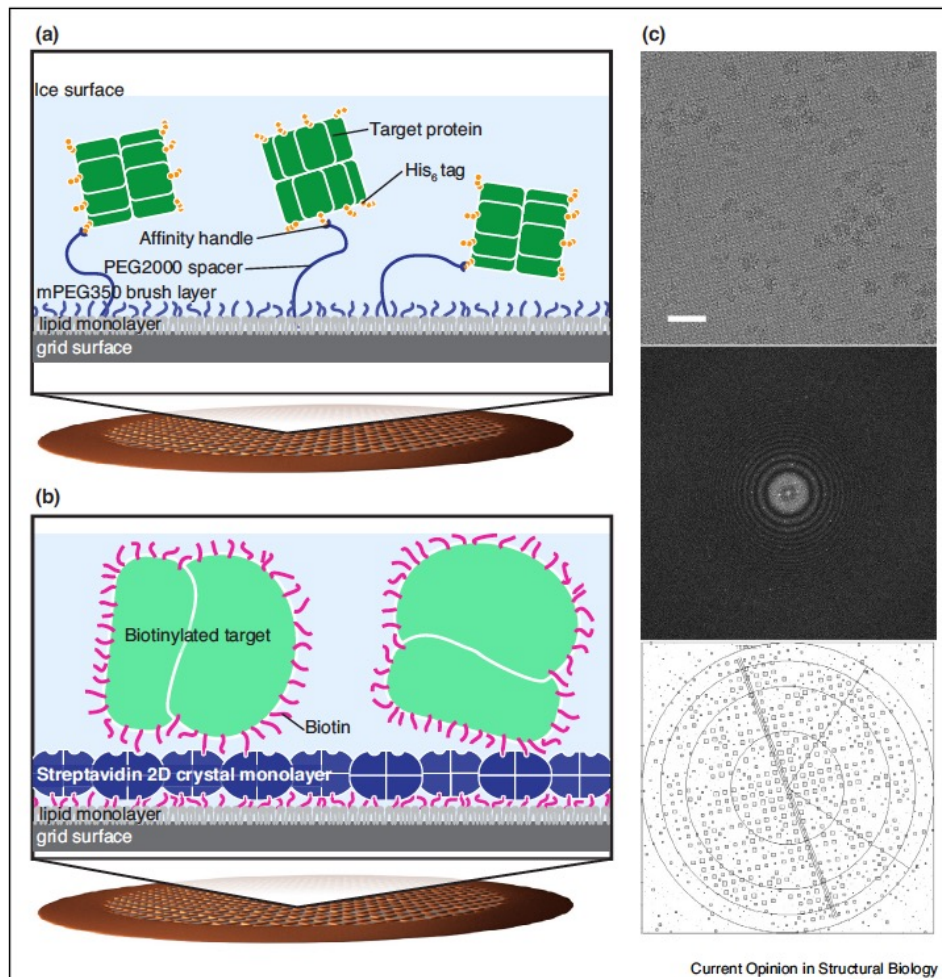 (a)
Ice surface
Target protein
His6 tag
Affinity handle
PEG2000 spacer
mPEG350 brush layer
lipid monolayer
grid surface
(b)
Biotinylated target
Biotin
Streptavidin 2D crystal monolayer
lipid monolayer
grid surface
(c)
Current Opinion in Structural Biology